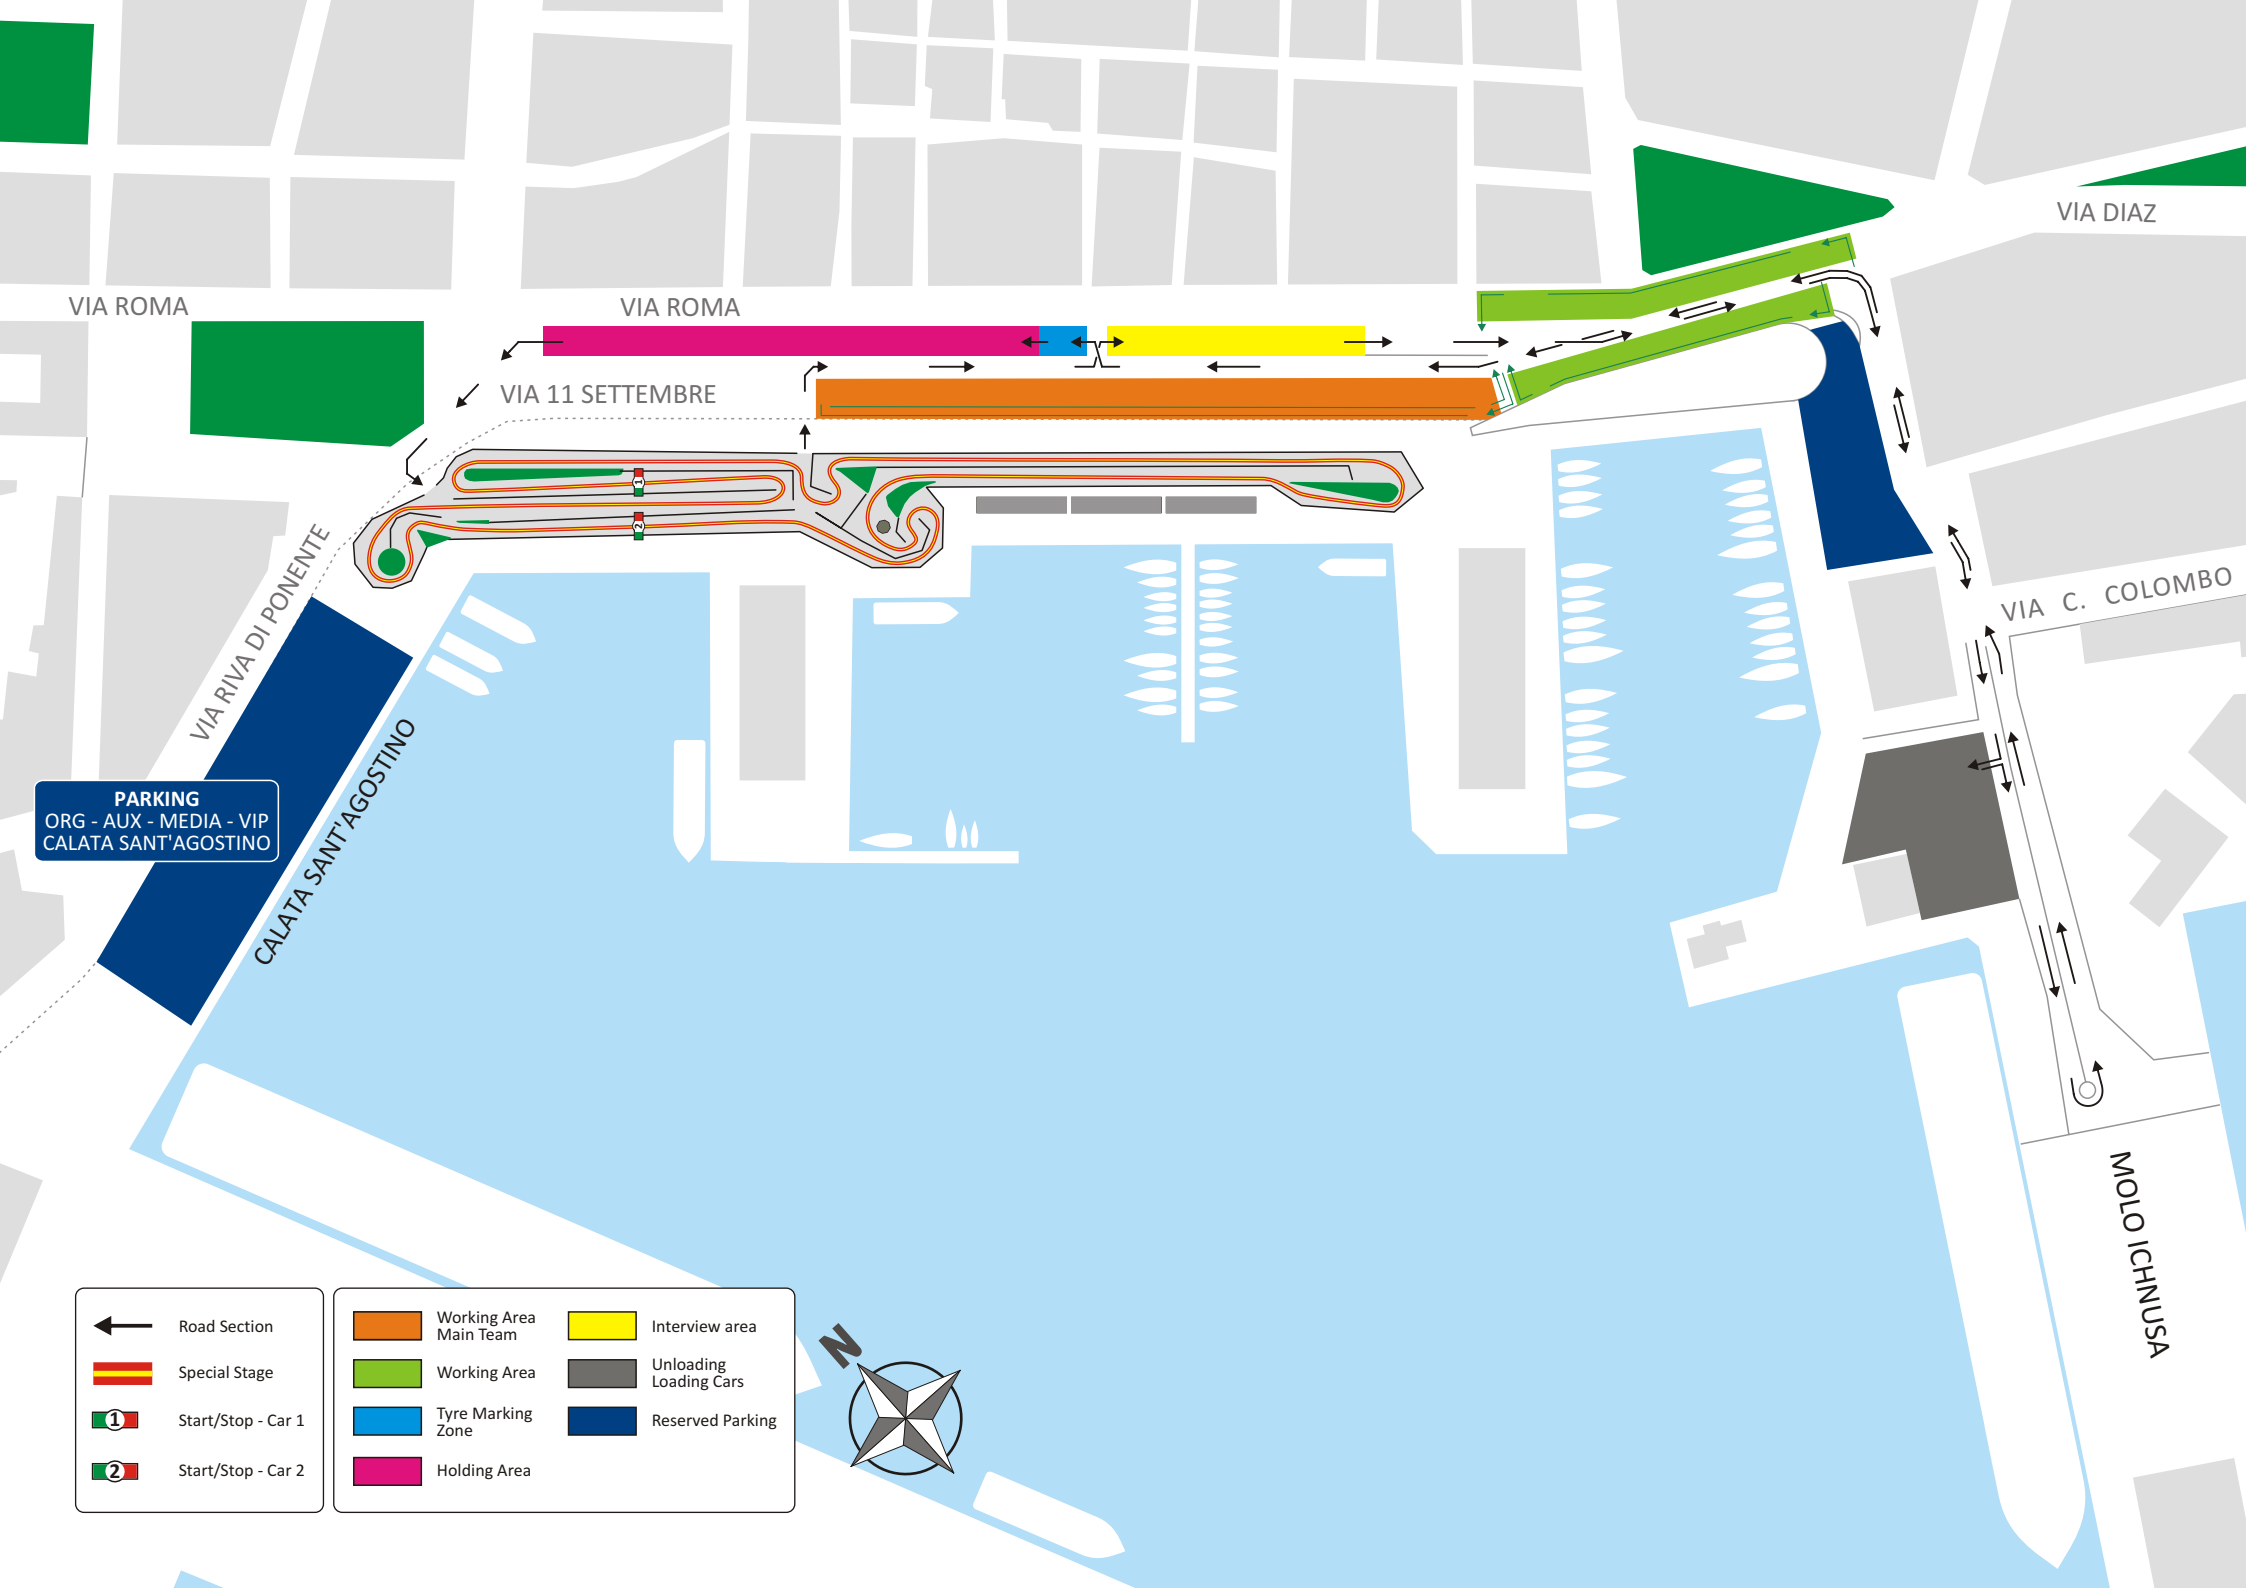 VIA DIAZ
VIA ROMA
VIA ROMA
VIA 11 SETTEMBRE
1
2
VIA RIVA DI PONENTE
VIA C. COLOMBO
PARKING
ORG - AUX - MEDIA - VIP
CALATA SANT'AGOSTINO
CALATA SANT'AGOSTINO
MOLO ICHNUSA
Road Section
Special Stage
1 Start/Stop - Car 1
2 Start/Stop - Car 2
Working Area
Main Team
Working Area
Tyre Marking
Zone
Holding Area
Interview area
Unloading
Loading Cars
Reserved Parking
N